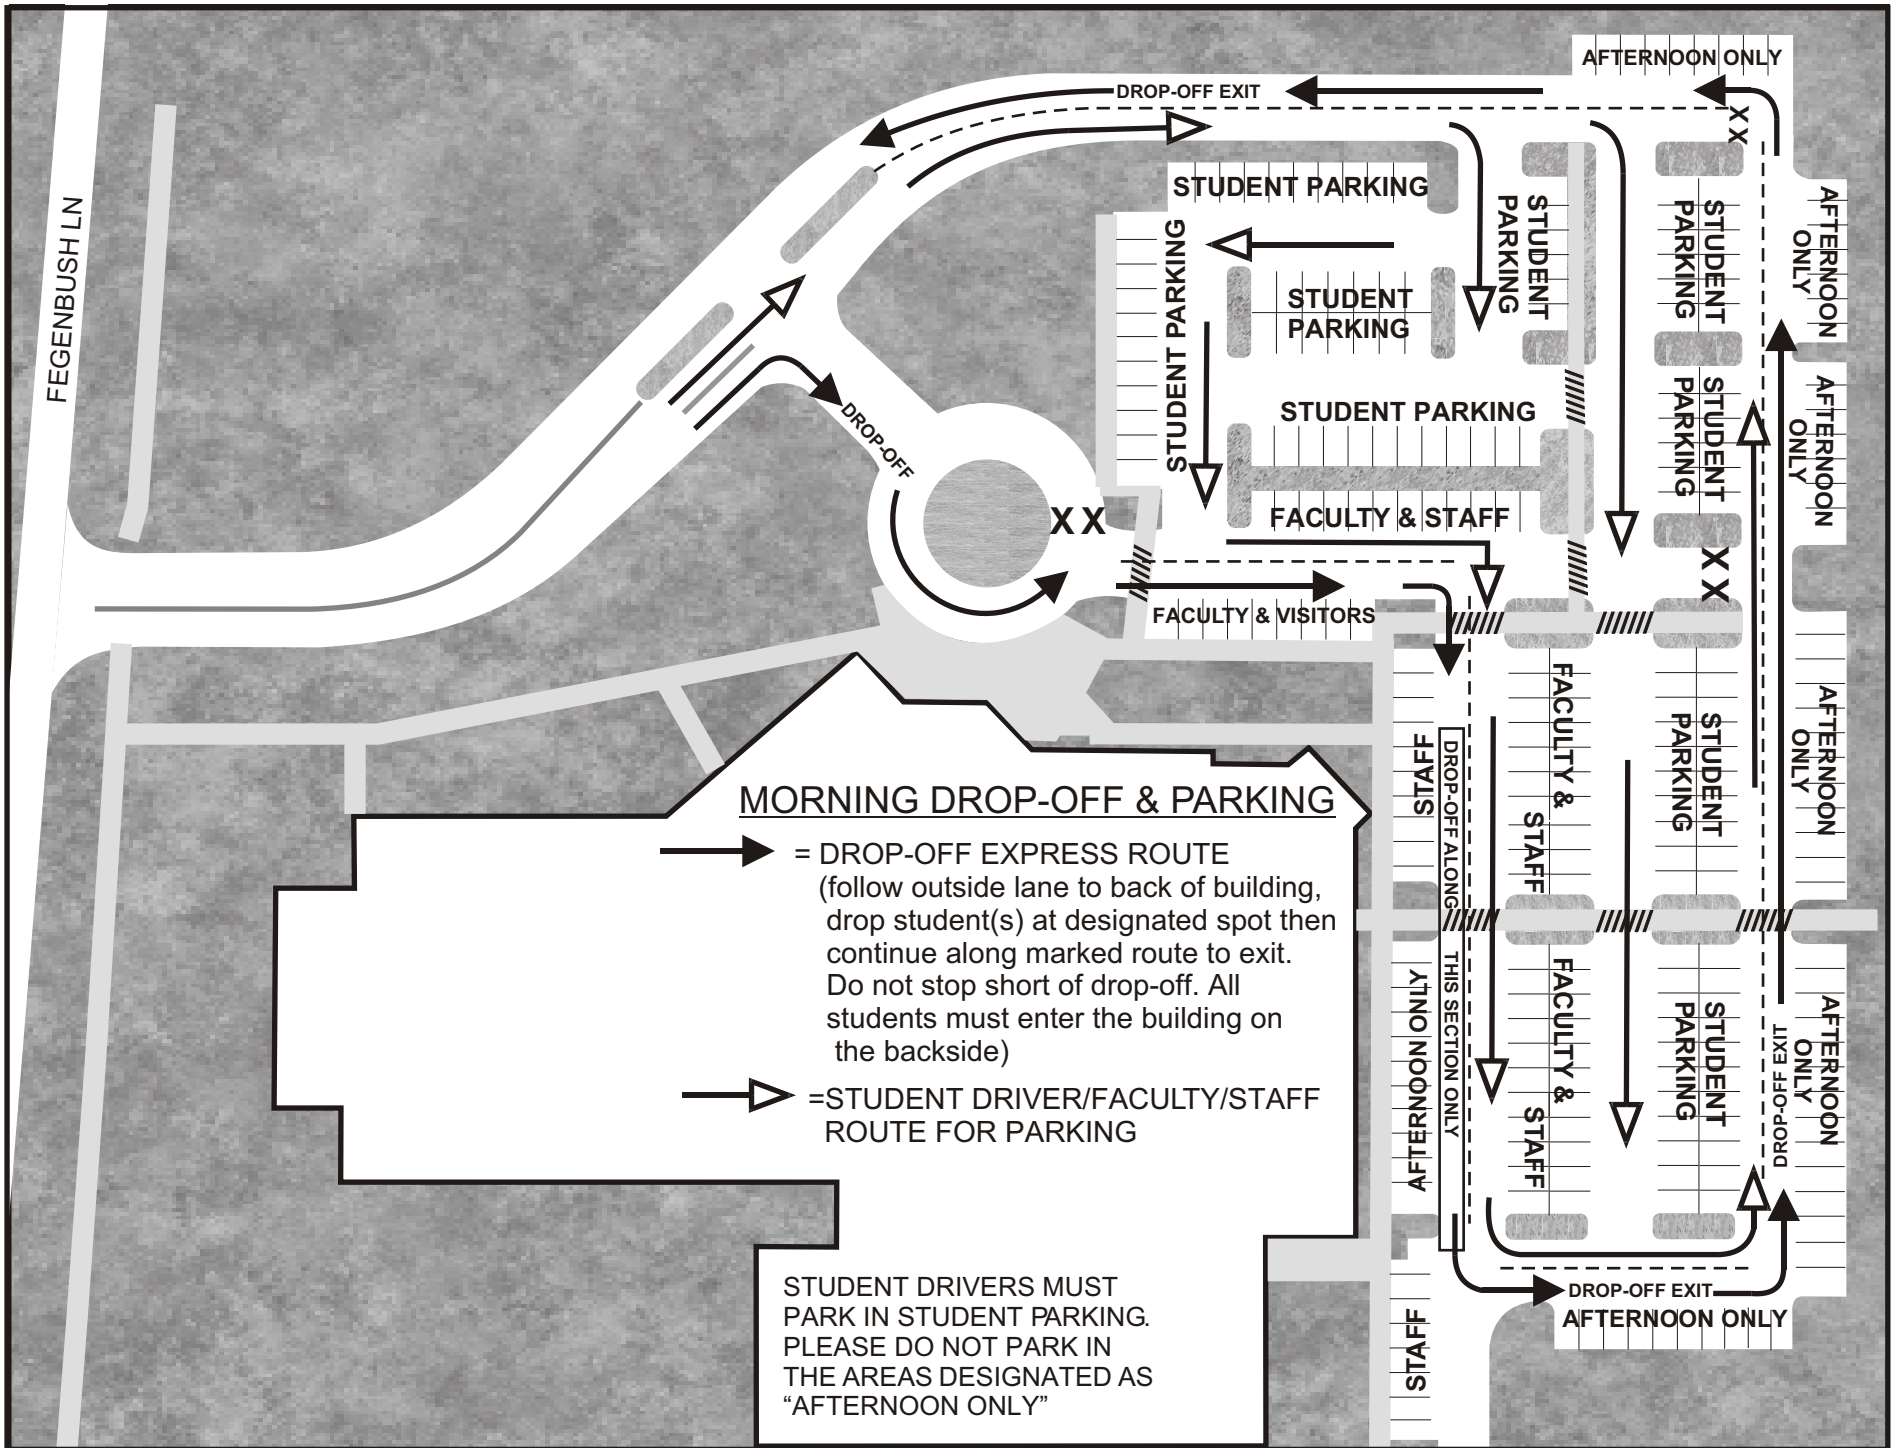 AFTERNOON ONLY
DROP-OFF EXIT
X X
FEGENBUSH LN
STUDENT PARKING
STUDENT
PARKING
STUDENT
PARKING
AFTERNOON
ONLY
STUDENT PARKING
STUDENT
PARKING
STUDENT
PARKING
AFTERNOON
ONLY
STUDENT PARKING
DROP-OFF
X X
FACULTY & STAFF
X X
FACULTY & VISITORS
STAFF
DROP-OFF ALONG THIS SECTION ONLY
FACULTY &
STAFF
STUDENT
PARKING
AFTERNOON
ONLY
MORNING DROP-OFF & PARKING
= DROP-OFF EXPRESS ROUTE
(follow outside lane to back of building,
drop student(s) at designated spot then
continue along marked route to exit.
Do not stop short of drop-off. All
students must enter the building on
the backside)
=STUDENT DRIVER/FACULTY/STAFF
ROUTE FOR PARKING
AFTERNOON ONLY
FACULTY &
STAFF
STUDENT
PARKING
DROP-OFF EXIT
AFTERNOON
ONLY
STUDENT DRIVERS MUST
PARK IN STUDENT PARKING.
PLEASE DO NOT PARK IN
THE AREAS DESIGNATED AS
“AFTERNOON ONLY”
STAFF
DROP-OFF EXIT
AFTERNOON ONLY